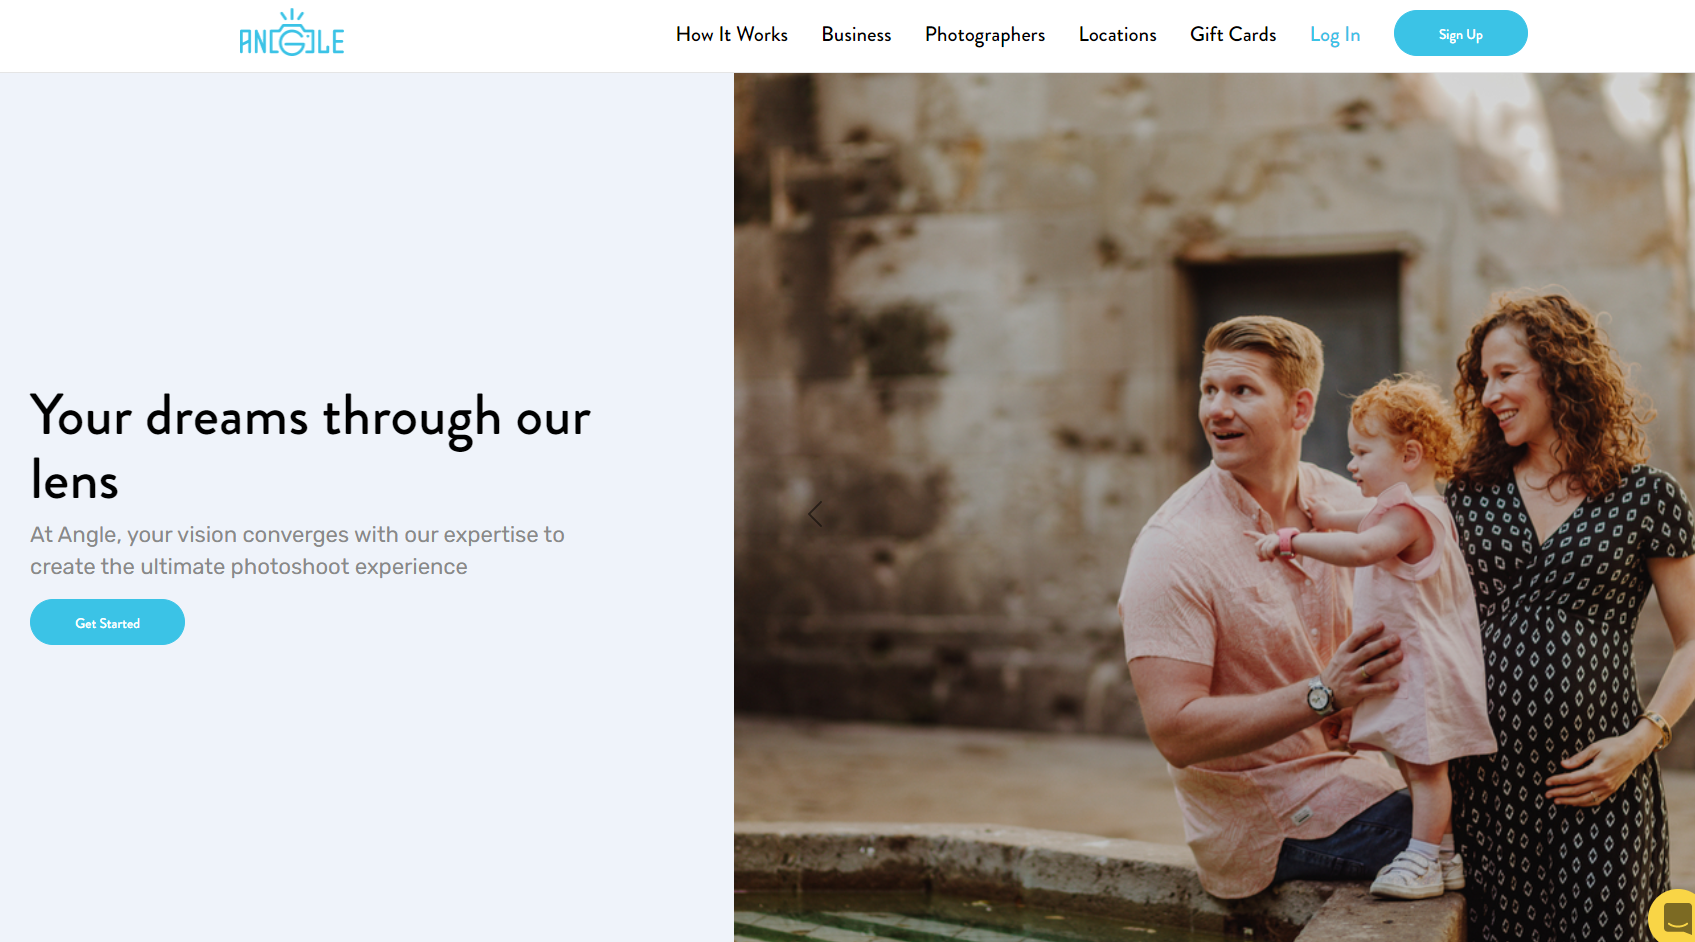 ANGLE
How It Works
Business
Photographers
Locations
Gift Cards
Log In
Sign Up
Your dreams through our
lens
At Angle, your vision converges with our expertise to
create the ultimate photoshoot experience
Get Started